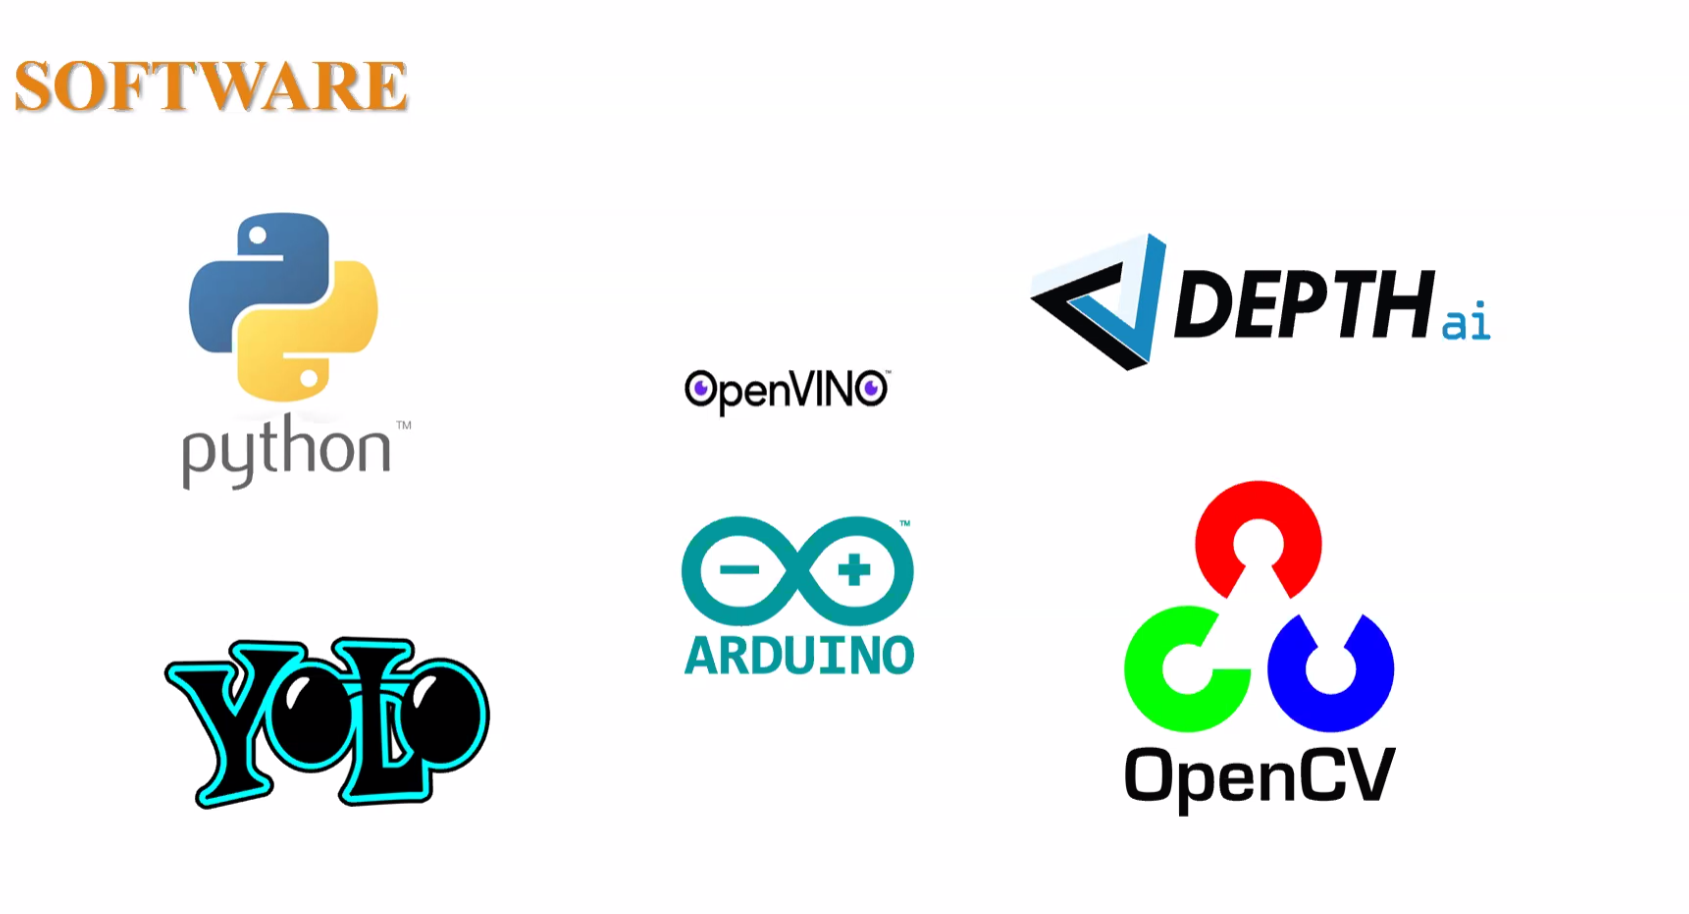 SOFTWARE
python™
OpenVINO™
DEPTH ai
YOLO
ARDUINO™
OpenCV